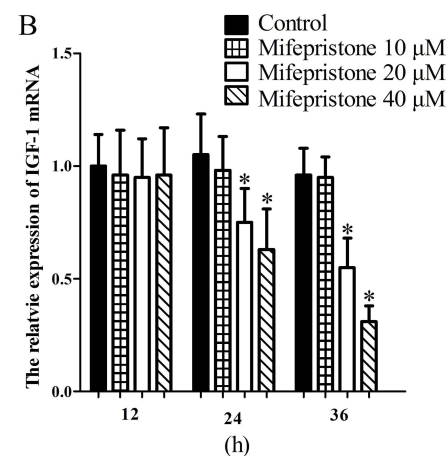 B
Control
Mifepristone 10 μM
Mifepristone 20 μM
Mifepristone 40 μM
The relatvie expression of IGF-1 mRNA
1.5
1.0
0.5
0.0
* *
* *
12 24 36
(h)